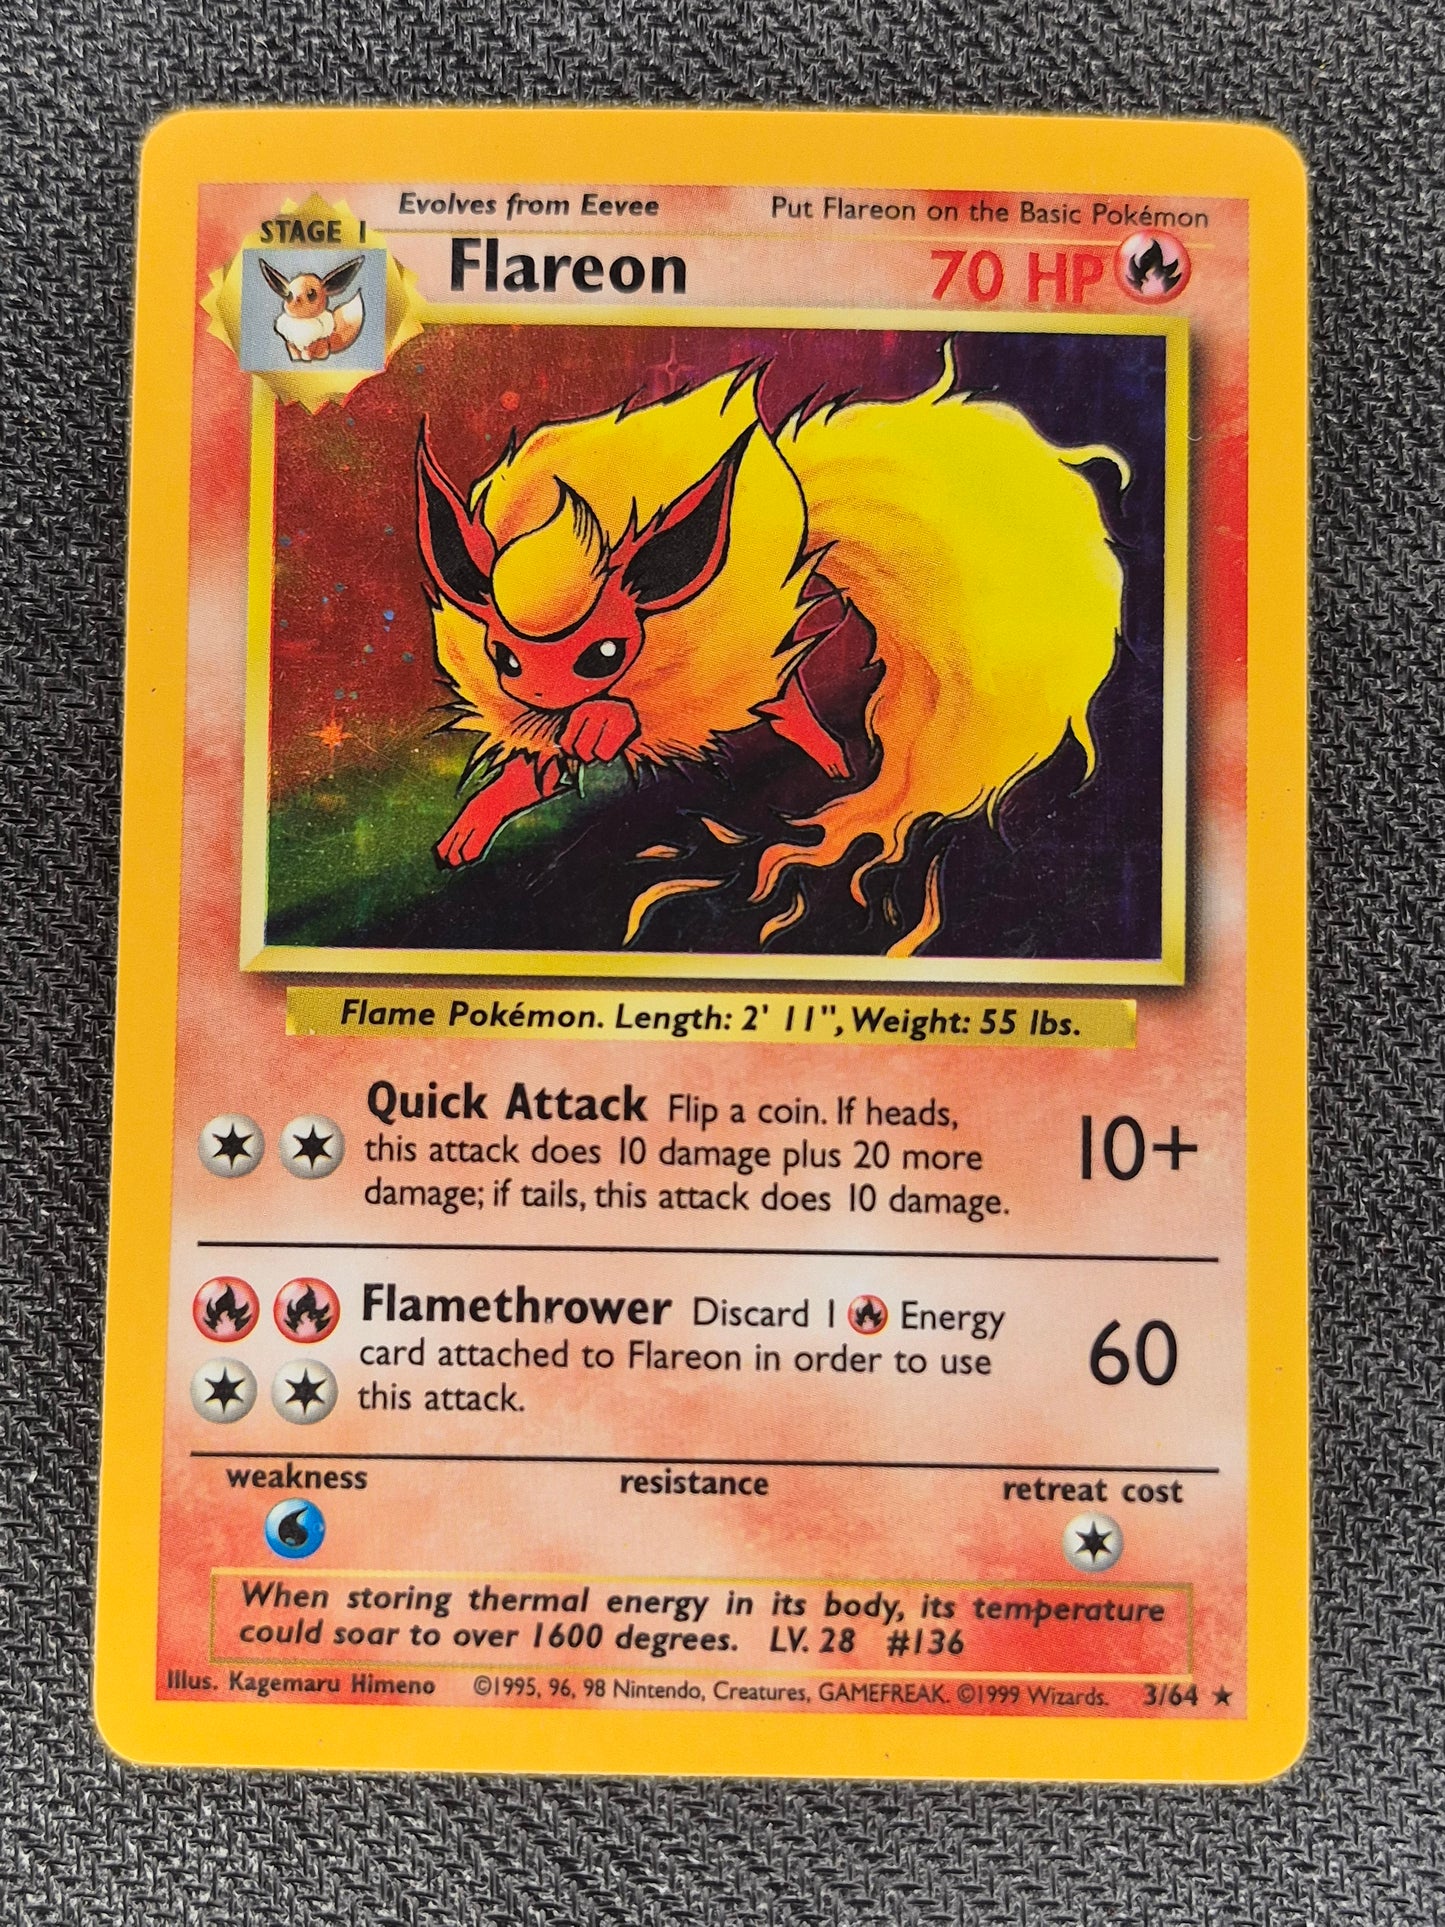 Evolves from Eevee
Put Flareon on the Basic Pokémon
STAGE 1
Flareon
70 HP
Flame Pokémon. Length: 2' 11", Weight: 55 lbs.
Quick Attack Flip a coin. If heads,
this attack does 10 damage plus 20 more
damage; if tails, this attack does 10 damage.
10+
Flamethrower Discard 1 Energy
card attached to Flareon in order to use
this attack.
60
weakness
resistance
retreat cost
When storing thermal energy in its body, its temperature
could soar to over 1600 degrees. LV. 28 #136
Illus. Kagemaru Himeno ©1995, 96, 98 Nintendo, Creatures, GAMEFREAK. ©1999 Wizards. 3/64 ★